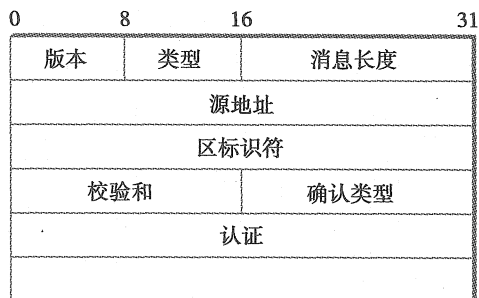 0 8 16 31
版本 类型 消息长度
源地址
区标识符
校验和 确认类型
认证